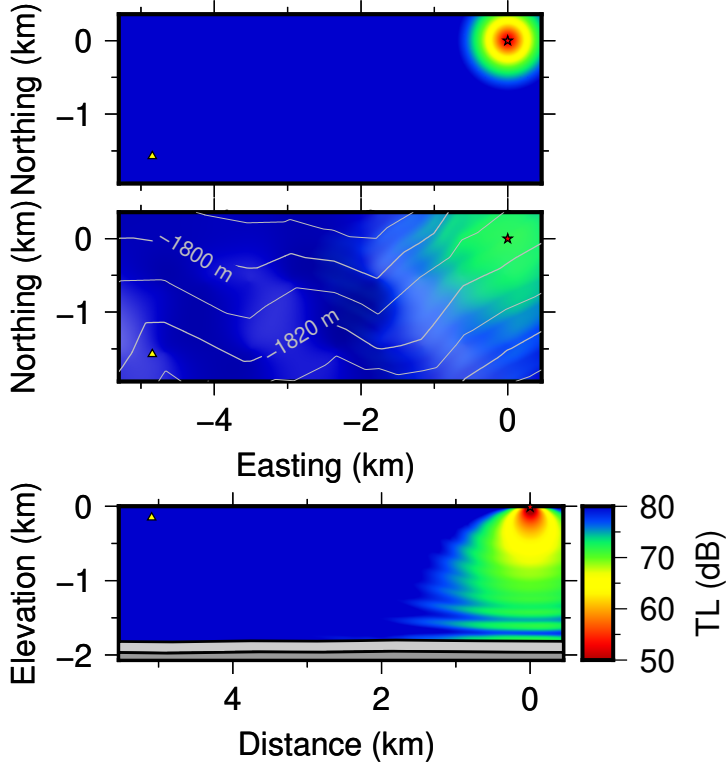 Northing (km)
0
−1
Northing (km)
0
−1
−1800 m
−1820 m
−4
−2
0
Easting (km)
Elevation (km)
0
−1
−2
4
2
0
Distance (km)
80
70
60
50
TL (dB)